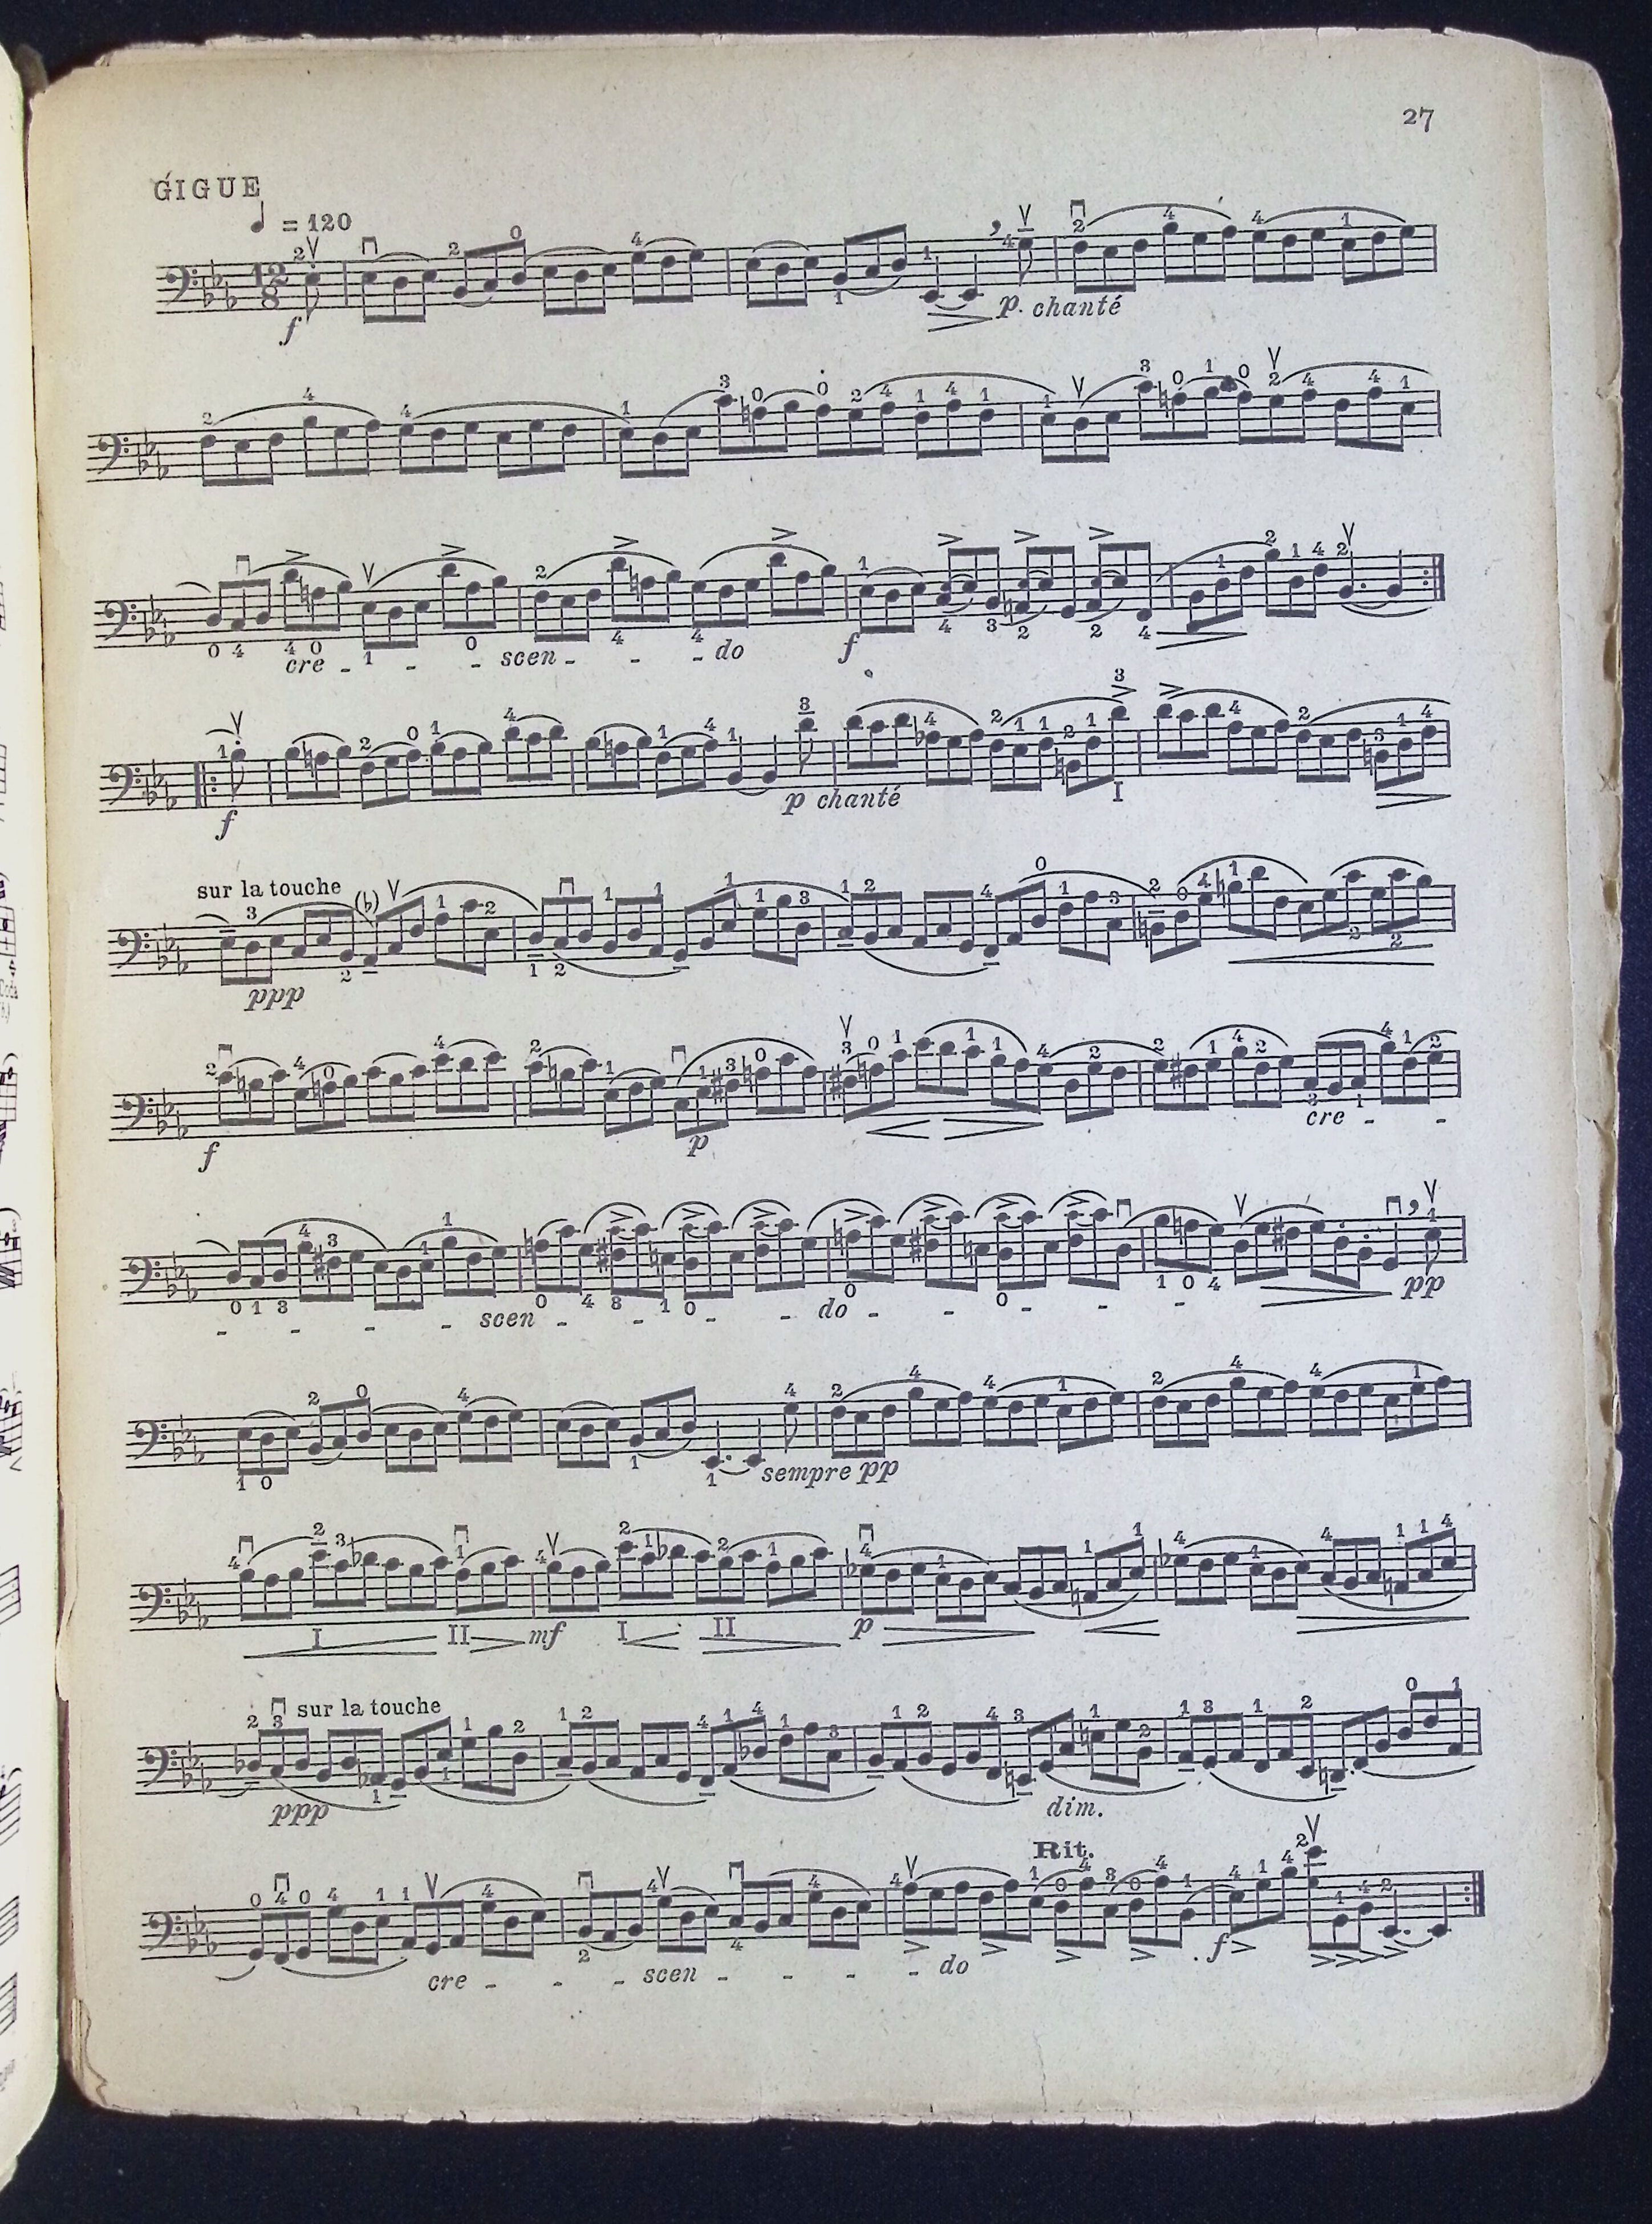 27
GIGUE
♩ = 120
12
8
f
p. chanté
cre - - - scen - - - do
f
f
p chanté
I
sur la touche
(♭)
ppp
f
p
cre - -
- - - - scen - - - - do - - - -
pp
sempre pp
I
II
mf
I
II
p
sur la touche
ppp
dim.
Rit.
cre - - - scen - - - - do
f